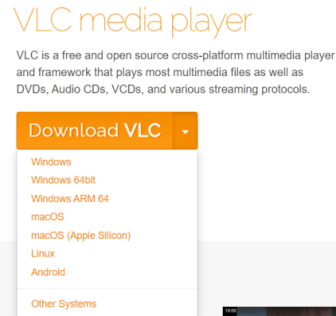 VLC media player
VLC is a free and open source cross-platform multimedia player
and framework that plays most multimedia files as well as
DVDs, Audio CDs, VCDs, and various streaming protocols.
Download VLC
Windows
Windows 64bit
Windows ARM 64
macOS
macOS (Apple Silicon)
Linux
Android
Other Systems